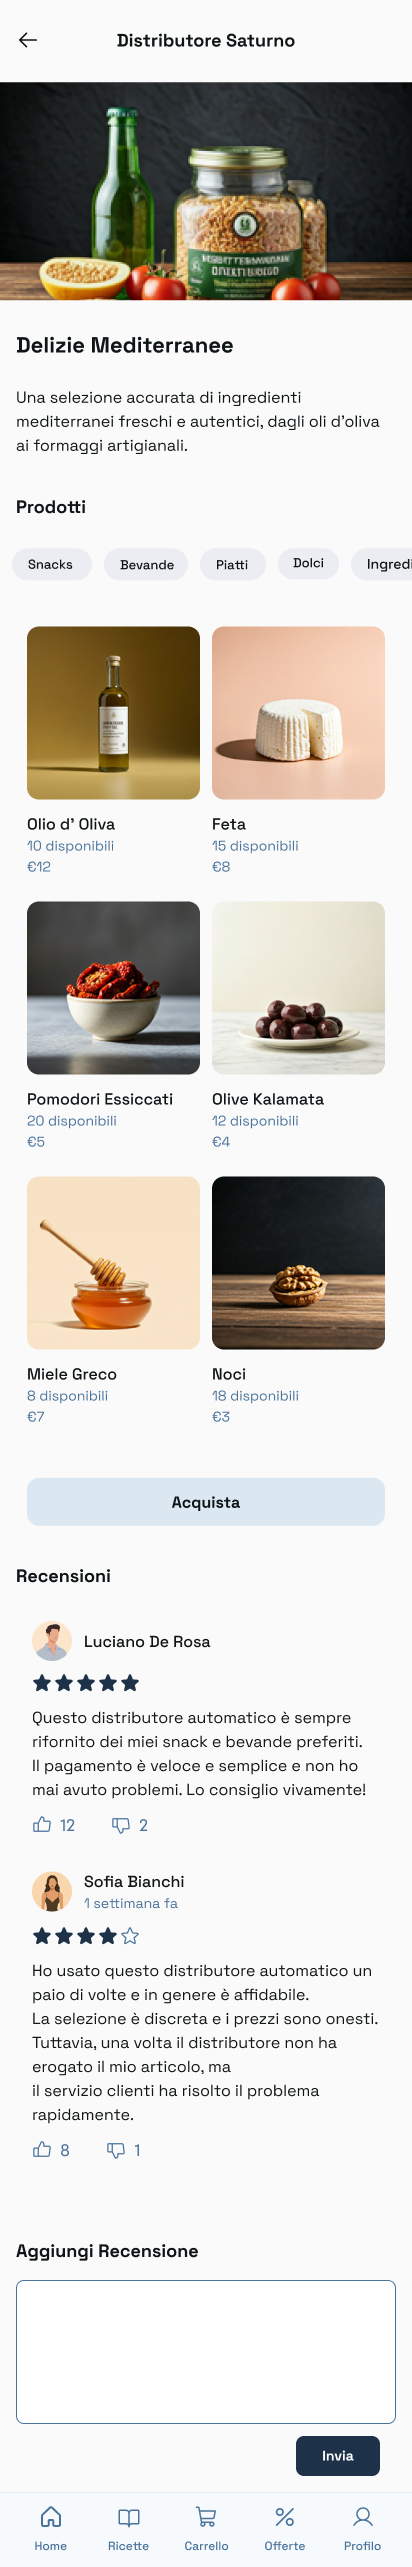 Distributore Saturno
Delizie Mediterranee
Una selezione accurata di ingredienti
mediterranei freschi e autentici, dagli oli d'oliva
ai formaggi artigianali.
Prodotti
Snacks
Bevande
Piatti
Dolci
Ingredi
Olio d' Oliva
10 disponibili
€12
Feta
15 disponibili
€8
Pomodori Essiccati
20 disponibili
€5
Olive Kalamata
12 disponibili
€4
Miele Greco
8 disponibili
€7
Noci
18 disponibili
€3
Acquista
Recensioni
Luciano De Rosa
Questo distributore automatico è sempre
rifornito dei miei snack e bevande preferiti.
Il pagamento è veloce e semplice e non ho
mai avuto problemi. Lo consiglio vivamente!
12
2
Sofia Bianchi
1 settimana fa
Ho usato questo distributore automatico un
paio di volte e in genere è affidabile.
La selezione è discreta e i prezzi sono onesti.
Tuttavia, una volta il distributore non ha
erogato il mio articolo, ma
il servizio clienti ha risolto il problema
rapidamente.
8
1
Aggiungi Recensione
Invia
Home
Ricette
Carrello
Offerte
Profilo